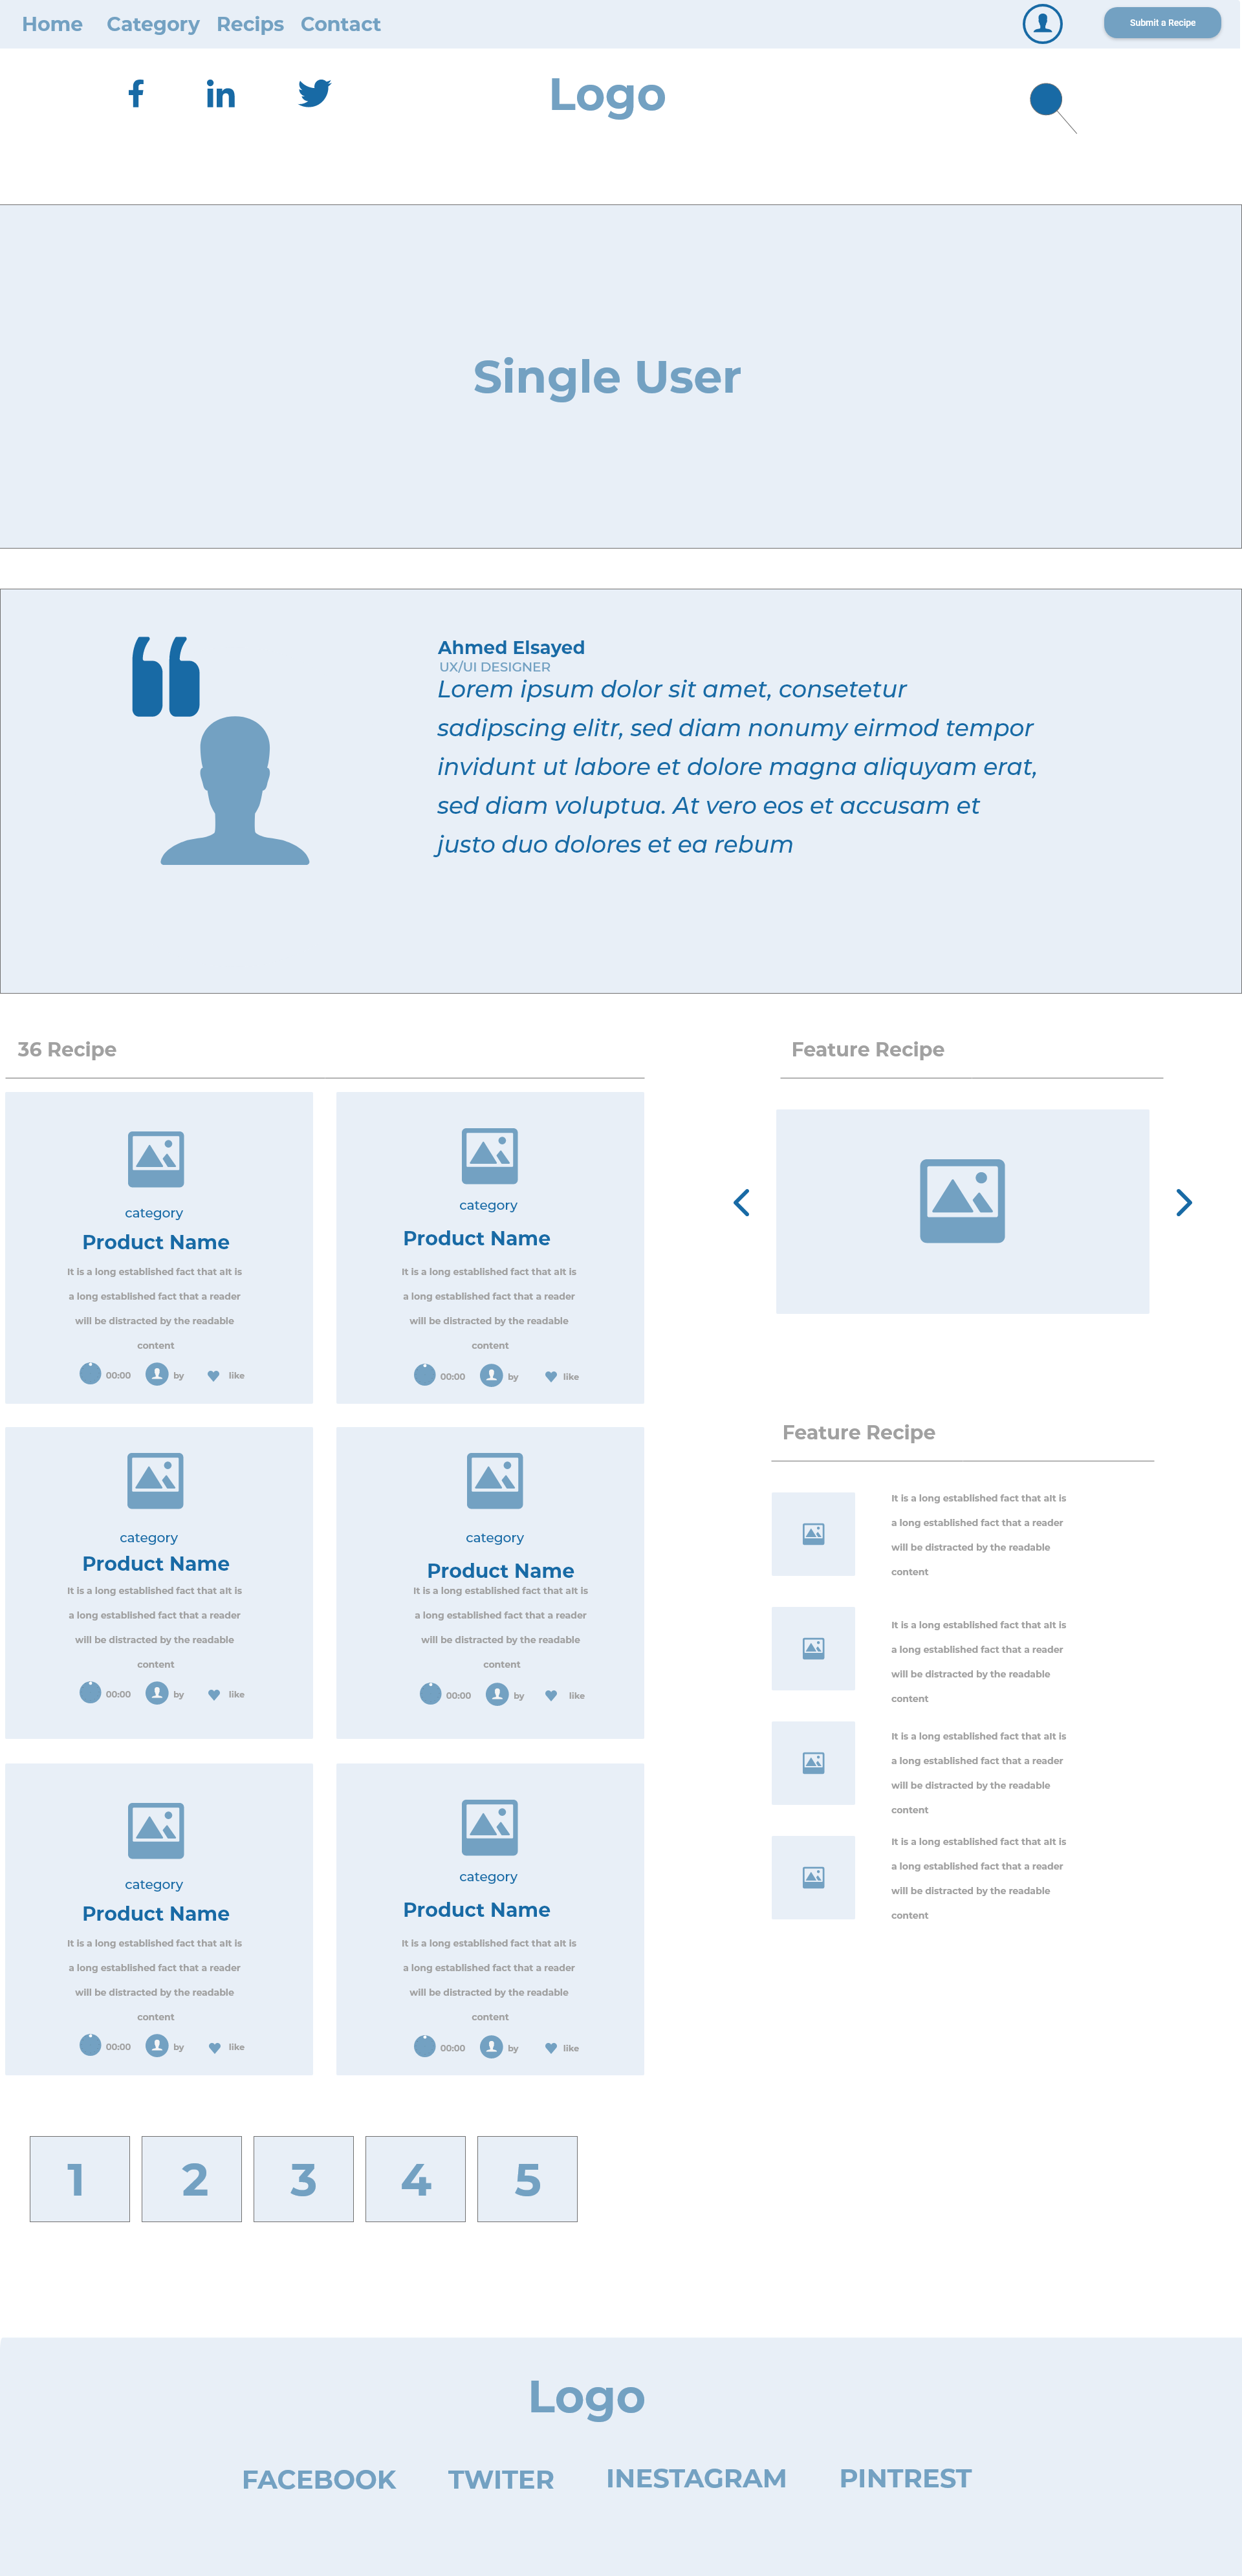 Home Category Recips Contact
Submit a Recipe
Logo
Single User
Ahmed Elsayed
UX/UI DESIGNER
Lorem ipsum dolor sit amet, consetetur
sadipscing elitr, sed diam nonumy eirmod tempor
invidunt ut labore et dolore magna aliquyam erat,
sed diam voluptua. At vero eos et accusam et
justo duo dolores et ea rebum
36 Recipe
category
Product Name
It is a long established fact that alt is
a long established fact that a reader
will be distracted by the readable
content
00:00 by like
category
Product Name
It is a long established fact that alt is
a long established fact that a reader
will be distracted by the readable
content
00:00 by like
category
Product Name
It is a long established fact that alt is
a long established fact that a reader
will be distracted by the readable
content
00:00 by like
category
Product Name
It is a long established fact that alt is
a long established fact that a reader
will be distracted by the readable
content
00:00 by like
category
Product Name
It is a long established fact that alt is
a long established fact that a reader
will be distracted by the readable
content
00:00 by like
category
Product Name
It is a long established fact that alt is
a long established fact that a reader
will be distracted by the readable
content
00:00 by like
Feature Recipe
Feature Recipe
It is a long established fact that alt is
a long established fact that a reader
will be distracted by the readable
content
It is a long established fact that alt is
a long established fact that a reader
will be distracted by the readable
content
It is a long established fact that alt is
a long established fact that a reader
will be distracted by the readable
content
It is a long established fact that alt is
a long established fact that a reader
will be distracted by the readable
content
1 2 3 4 5
Logo
FACEBOOK TWITER INESTAGRAM PINTREST